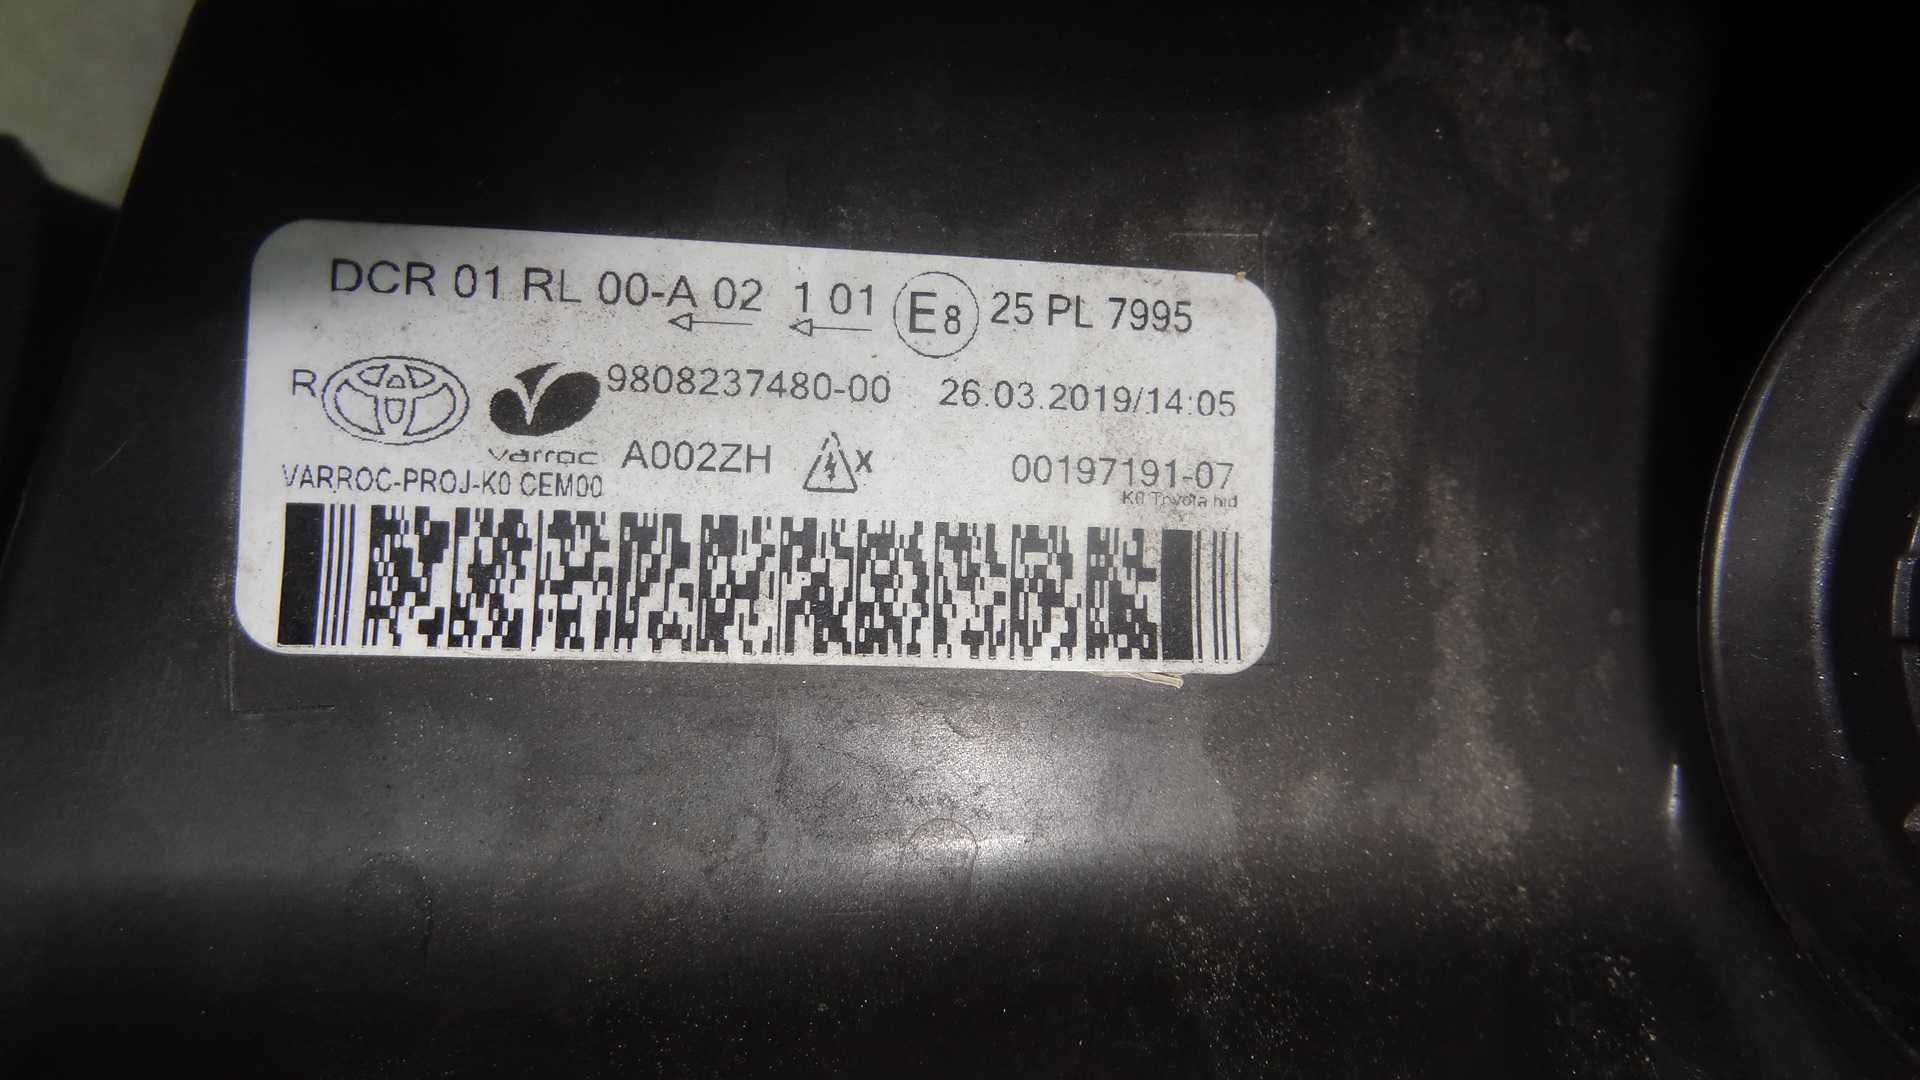 DCR 01 RL 00-A 02 1 01 E8 25 PL 7995
R 9808237480-00 26.03.2019/14:05
varroc A002ZH X 00197191-07
VARROC-PROJ-K0 CEM00 K0 Toyota hid